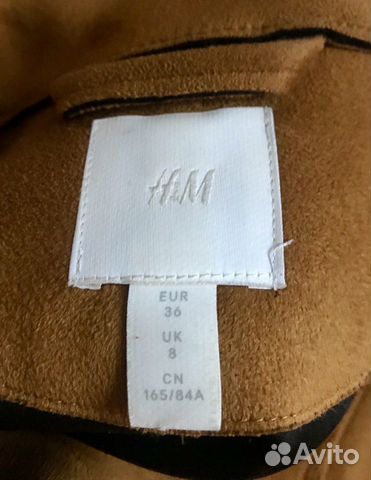 H&M
EUR
36
UK
8
CN
165/84A
Avito